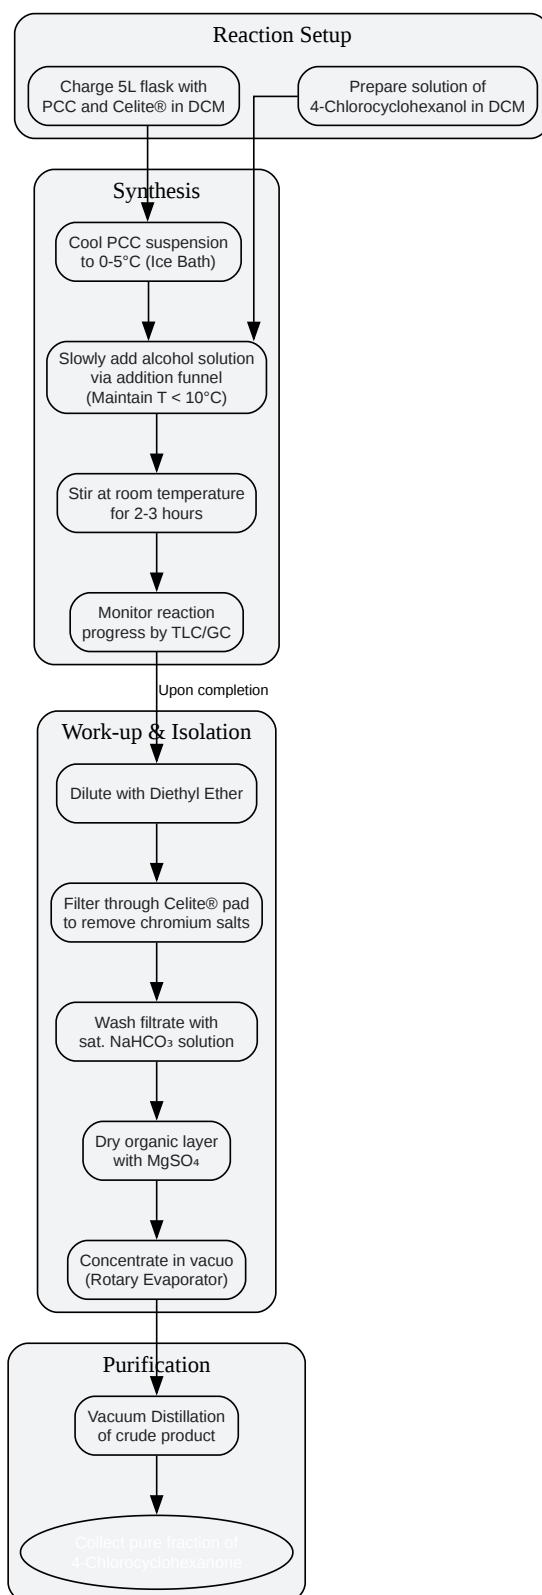 Reaction Setup
Charge 5L flask with
PCC and Celite® in DCM
Prepare solution of
4-Chlorocyclohexanol in DCM
Synthesis
Cool PCC suspension
to 0-5°C (Ice Bath)
Slowly add alcohol solution
via addition funnel
(Maintain T < 10°C)
Stir at room temperature
for 2-3 hours
Monitor reaction
progress by TLC/GC
Upon completion
Work-up & Isolation
Dilute with Diethyl Ether
Filter through Celite® pad
to remove chromium salts
Wash filtrate with
sat. NaHCO₃ solution
Dry organic layer
with MgSO₄
Concentrate in vacuo
(Rotary Evaporator)
Purification
Vacuum Distillation
of crude product
Collect pure fraction of
4-Chlorocyclohexanone